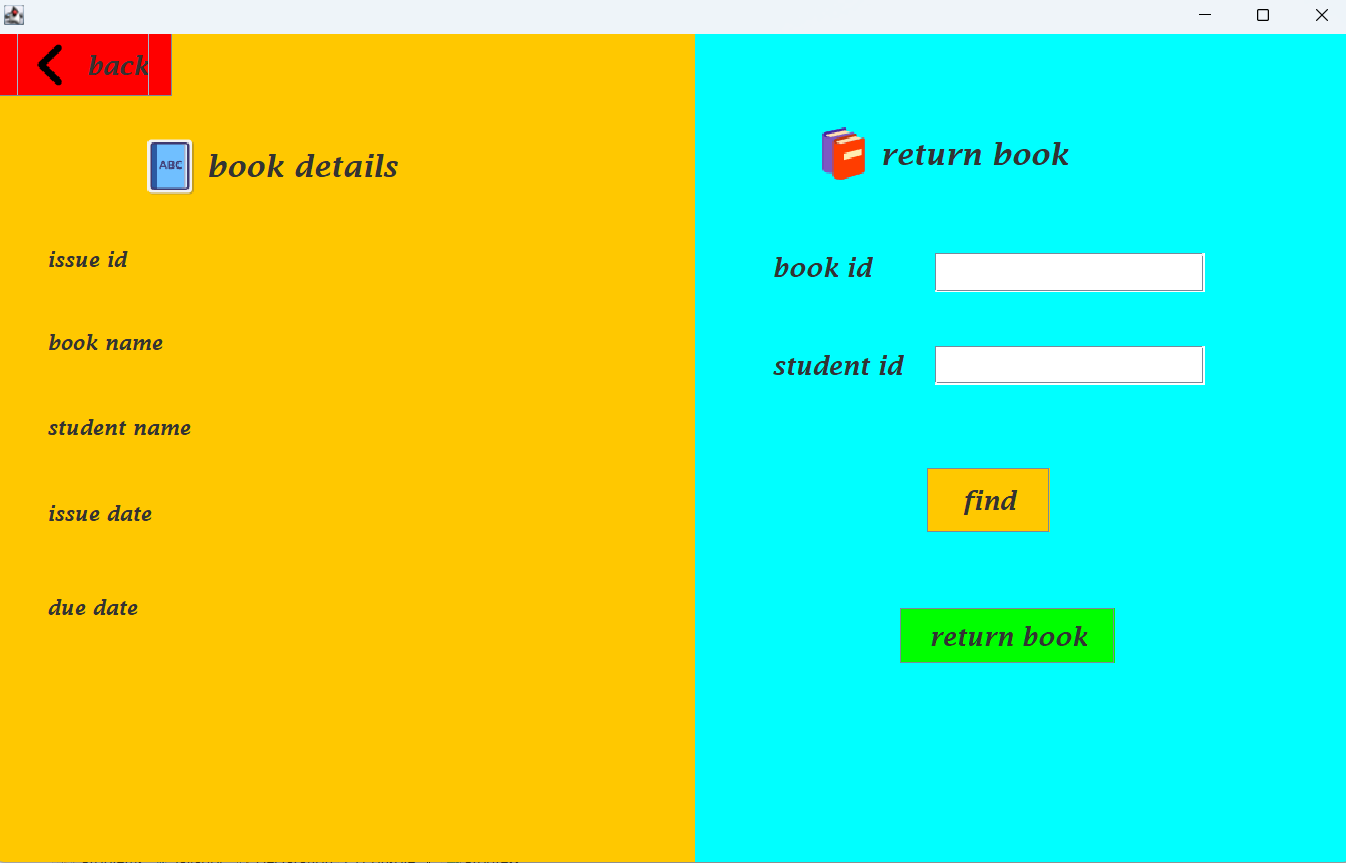 back
book details
ABC
issue id
book name
student name
issue date
due date
return book
book id
student id
find
return book